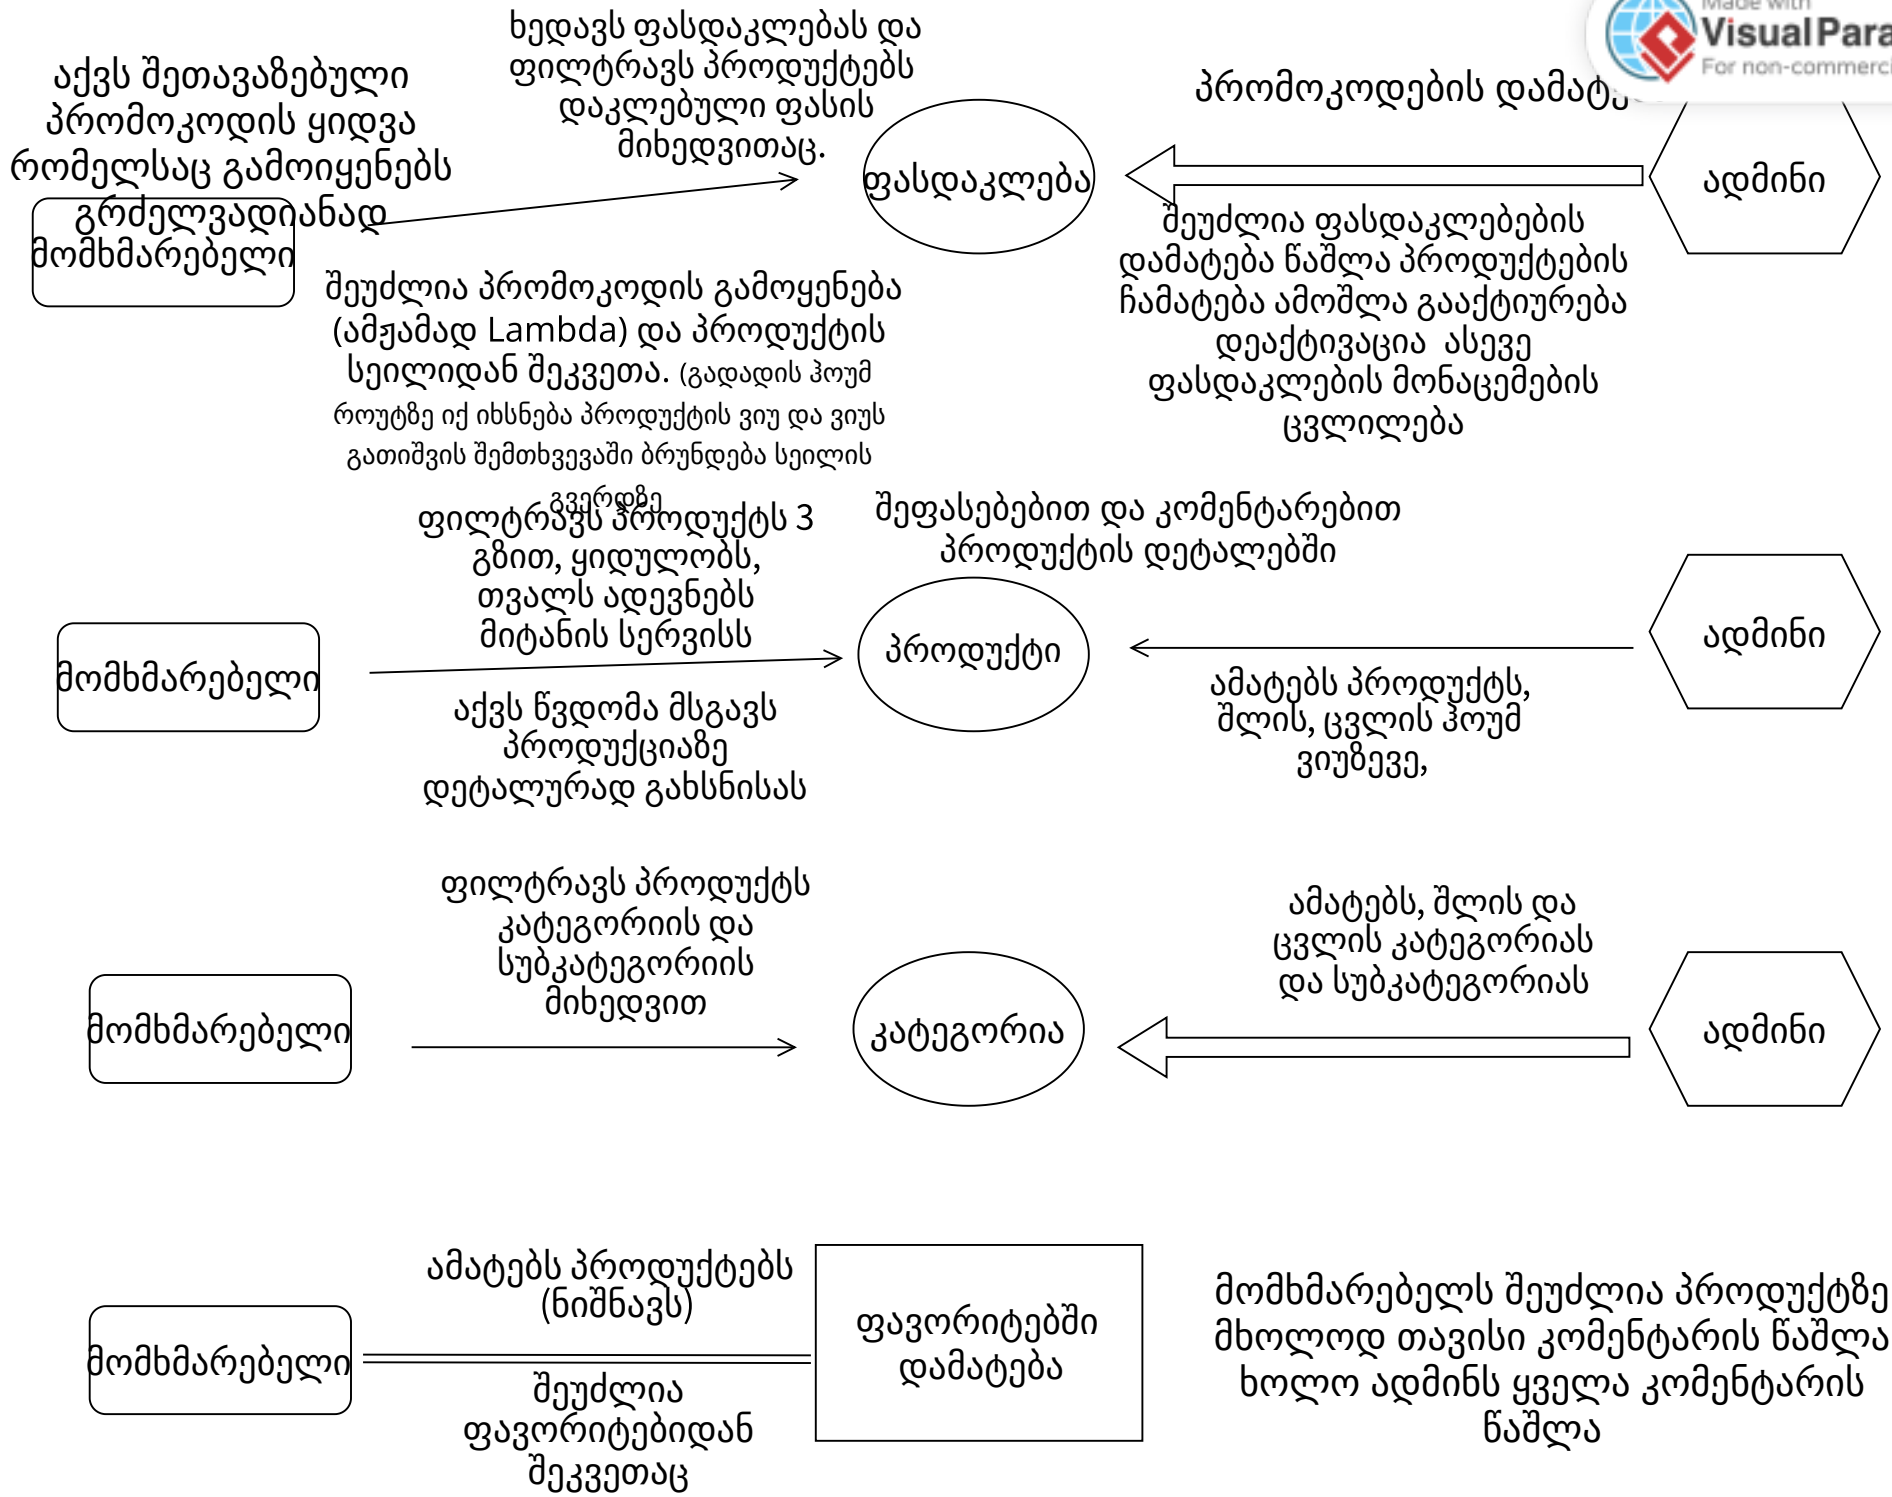 ხედავს ფასდაკლებას და
ფილტრავს პროდუქტებს
დაკლებული ფასის
მიხედვითაც.
აქვს შეთავაზებული
პრომოკოდის ყიდვა
რომელსაც გამოიყენებს
გრძელვადიანად
მომხმარებელი
ფასდაკლება
Made with
Visual
For
პრომოკოდების
ადმინი
შეუძლია ფასდაკლებების
დამატება წაშლა პროდუქტების
ჩამატება ამოშლა გააქტიურება
დეაქტივაცია ასევე
ფასდაკლების მონაცემების
ცვლილება
შეუძლია პრომოკოდის გამოყენება
(ამჟამად Lambda) და პროდუქტის
სეილიდან შეკვეთა. (გადადის ჰოუმ
როუტზე იქ იხსნება პროდუქტის ვიუ და ვიუს
გათიშვის შემთხვევაში ბრუნდება სეილის
გვერდზე
ფილტრავს პროდუქტს 3
გზით, ყიდულობს,
თვალს ადევნებს
მიტანის სერვისს
შეფასებებით და კომენტარებით
პროდუქტის დეტალებში
მომხმარებელი
პროდუქტი
ადმინი
აქვს წვდომა მსგავს
პროდუქციაზე
დეტალურად გახსნისას
ამატებს პროდუქტს,
შლის, ცვლის ჰოუმ
ვიუზევე,
ფილტრავს პროდუქტს
კატეგორიის და
სუბკატეგორიის
მიხედვით
მომხმარებელი
კატეგორია
ამატებს, შლის და
ცვლის კატეგორიას
და სუბკატეგორიას
ადმინი
ამატებს პროდუქტებს
(ნიშნავს)
მომხმარებელი
შეუძლია
ფავორიტებიდან
შეკვეთაც
ფავორიტებში
დამატება
მომხმარებელს შეუძლია პროდუქტზე
მხოლოდ თავისი კომენტარის წაშლა
ხოლო ადმინს ყველა კომენტარის
წაშლა